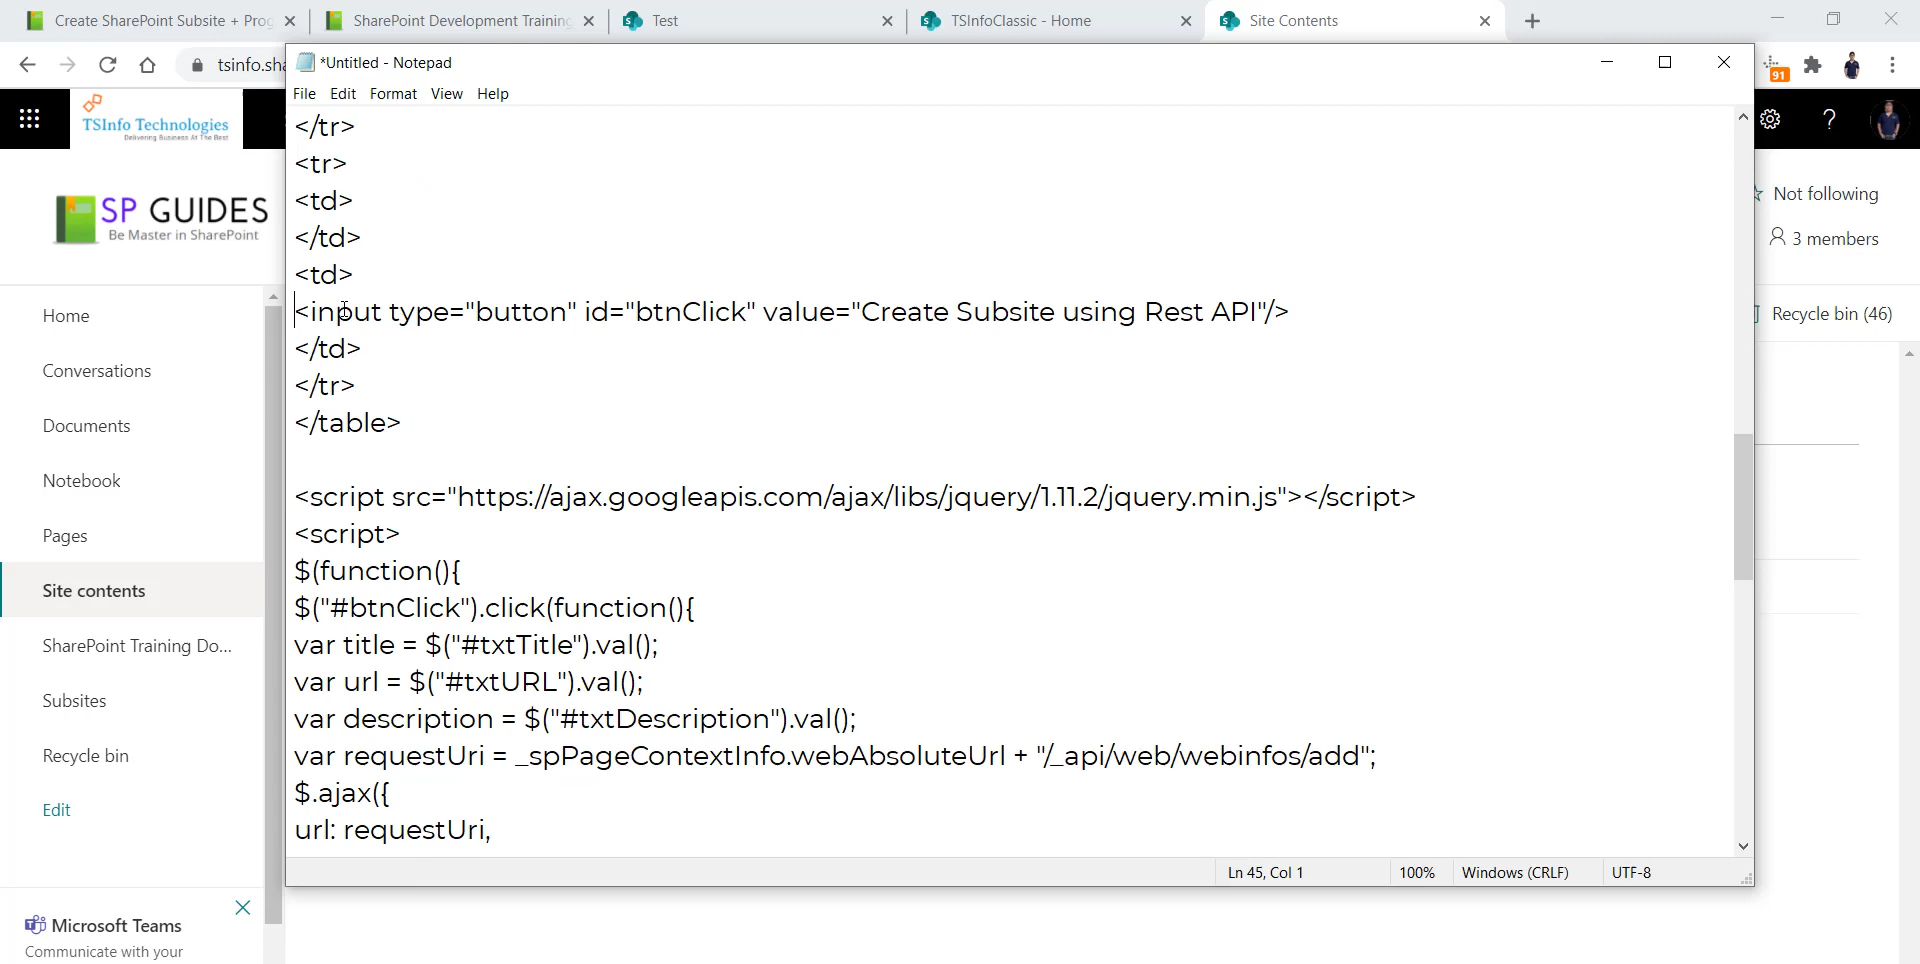 Create SharePoint Subsite + Prog
SharePoint Development Training
Test
TSInfoClassic - Home
Site Contents
tsinfo.sha
*Untitled - Notepad
91
File Edit Format View Help
TSInfo Technologies
Delivering Business At The Best
?
SP GUIDES
Be Master in SharePoint
Not following
3 members
Recycle bin (46)
Home
Conversations
Documents
Notebook
Pages
Site contents
SharePoint Training Do...
Subsites
Recycle bin
Edit
Microsoft Teams
Communicate with your
</tr>
<tr>
<td>
</td>
<td>
<input type="button" id="btnClick" value="Create Subsite using Rest API"/>
</td>
</tr>
</table>
<script src="https://ajax.googleapis.com/ajax/libs/jquery/1.11.2/jquery.min.js"></script>
<script>
$(function(){
$("#btnClick").click(function(){
var title = $("#txtTitle").val();
var url = $("#txtURL").val();
var description = $("#txtDescription").val();
var requestUri = _spPageContextInfo.webAbsoluteUrl + "/_api/web/webinfos/add";
$.ajax({
url: requestUri,
Ln 45, Col 1 100% Windows (CRLF) UTF-8